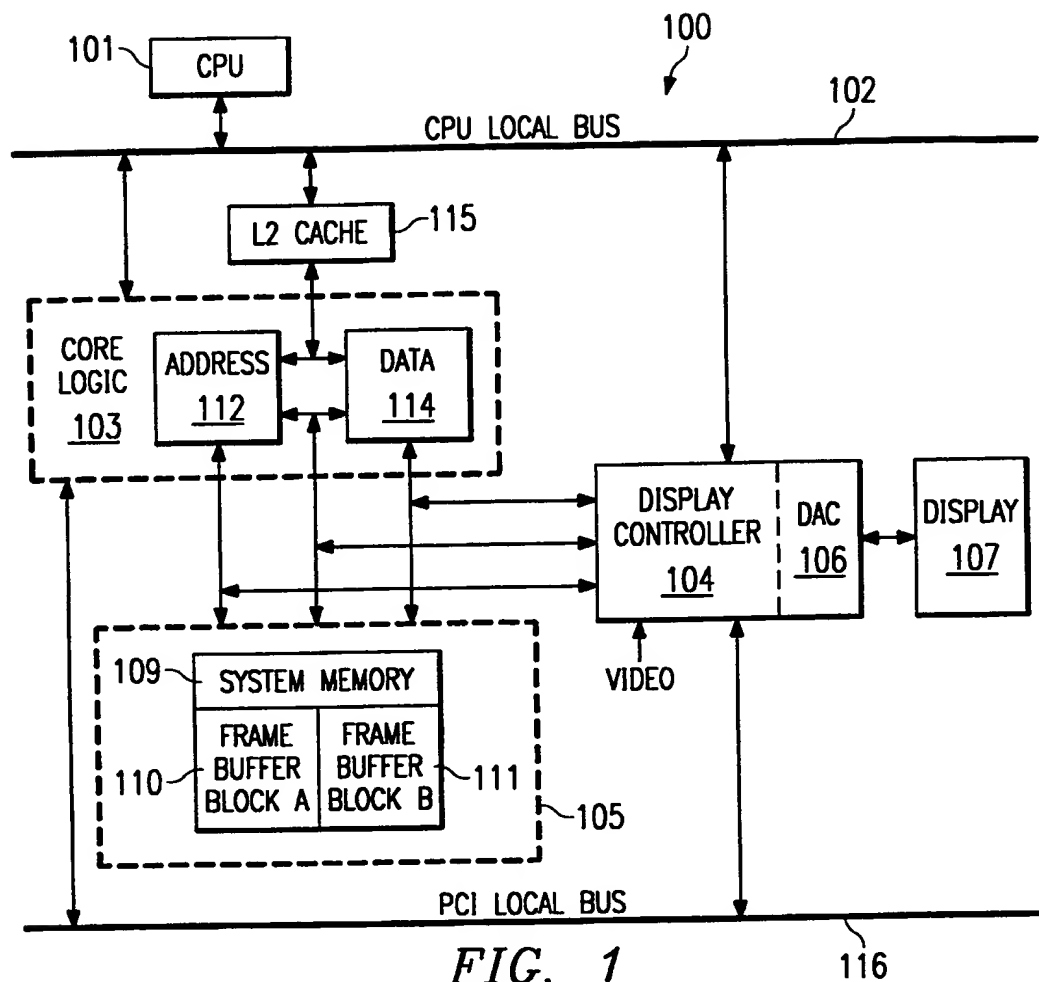 100
101
CPU
102
CPU LOCAL BUS
L2 CACHE
115
CORE
LOGIC
103
ADDRESS
112
DATA
114
DISPLAY
CONTROLLER
104
DAC
106
DISPLAY
107
VIDEO
109
SYSTEM MEMORY
110
FRAME
BUFFER
BLOCK A
FRAME
BUFFER
BLOCK B
111
105
PCI LOCAL BUS
116
FIG. 1